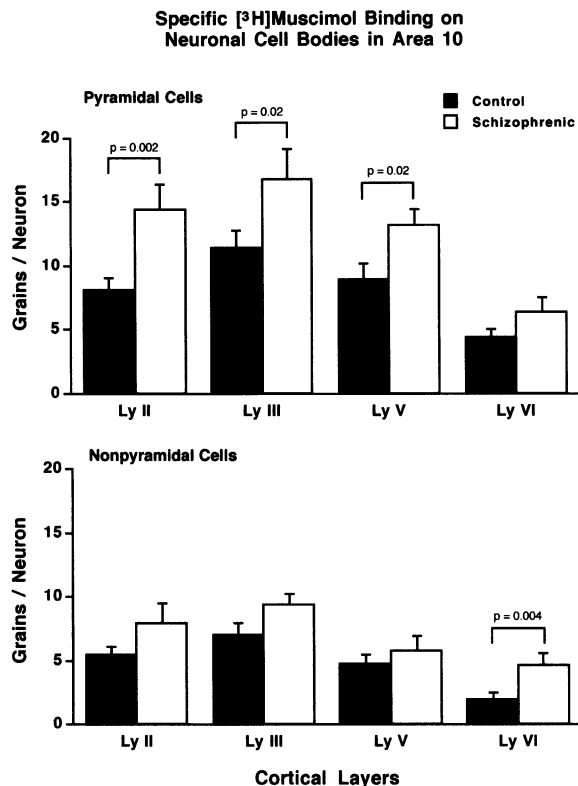 Specific [³H]Muscimol Binding on
Neuronal Cell Bodies in Area 10
Pyramidal Cells
Control
Schizophrenic
20
15
10
5
0
Grains / Neuron
p = 0.002
p = 0.02
p = 0.02
Ly II
Ly III
Ly V
Ly VI
Nonpyramidal Cells
20
15
10
5
0
Grains / Neuron
p = 0.004
Ly II
Ly III
Ly V
Ly VI
Cortical Layers